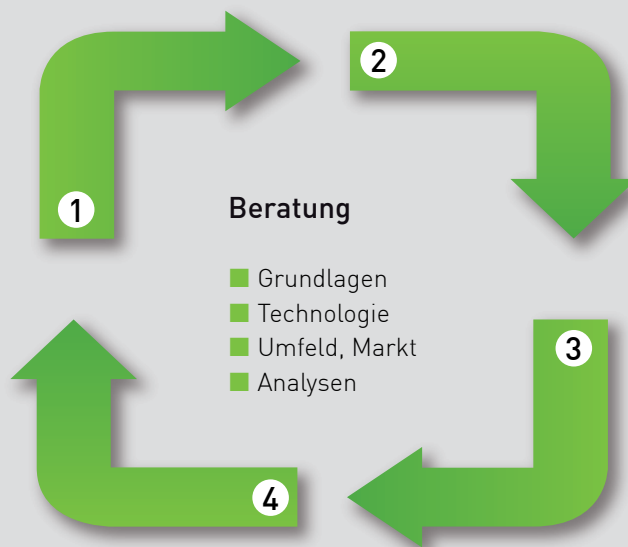 1
2
Beratung
Grundlagen
Technologie
Umfeld, Markt
Analysen
3
4